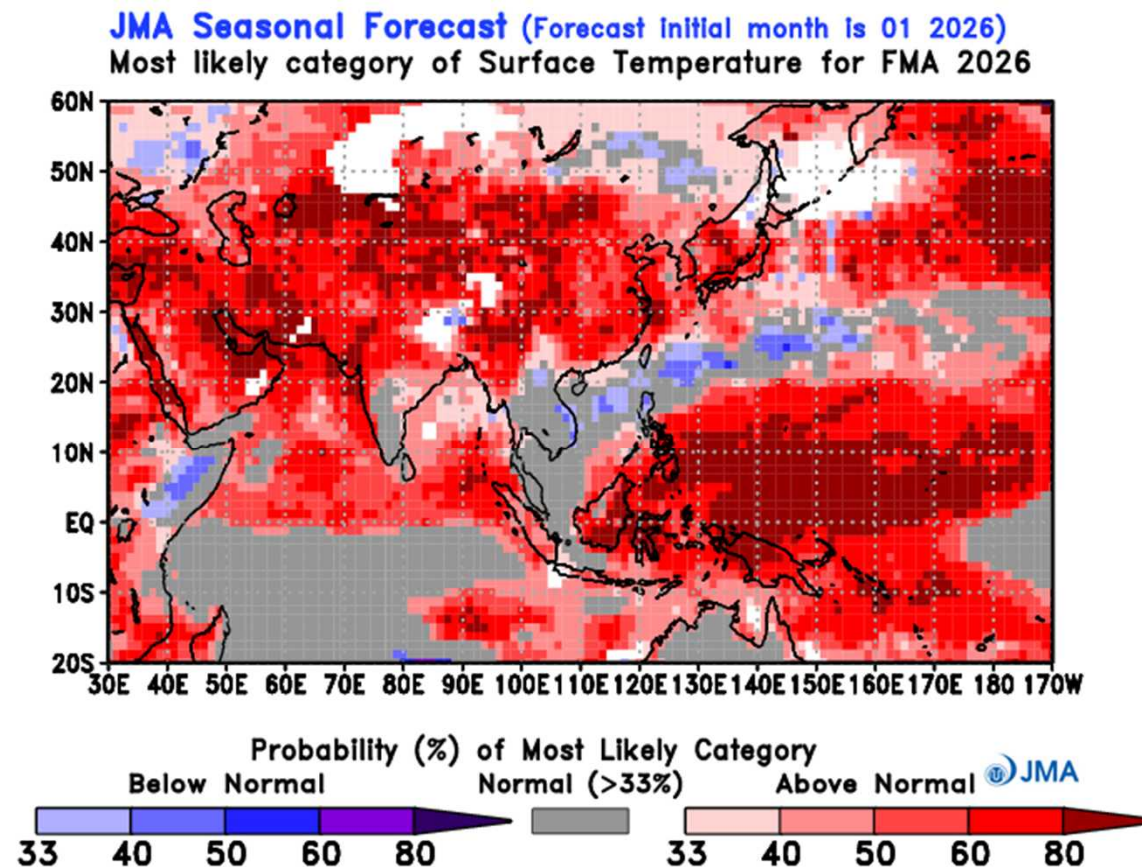 JMA Seasonal Forecast (Forecast initial month is 01 2026)
Most likely category of Surface Temperature for FMA 2026
60N
50N
40N
30N
20N
10N
EQ
10S
20S
30E 40E 50E 60E 70E 80E 90E 100E 110E 120E 130E 140E 150E 160E 170E 180 170W
Probability (%) of Most Likely Category
Below Normal Normal (>33%) Above Normal JMA
33 40 50 60 80 33 40 50 60 80